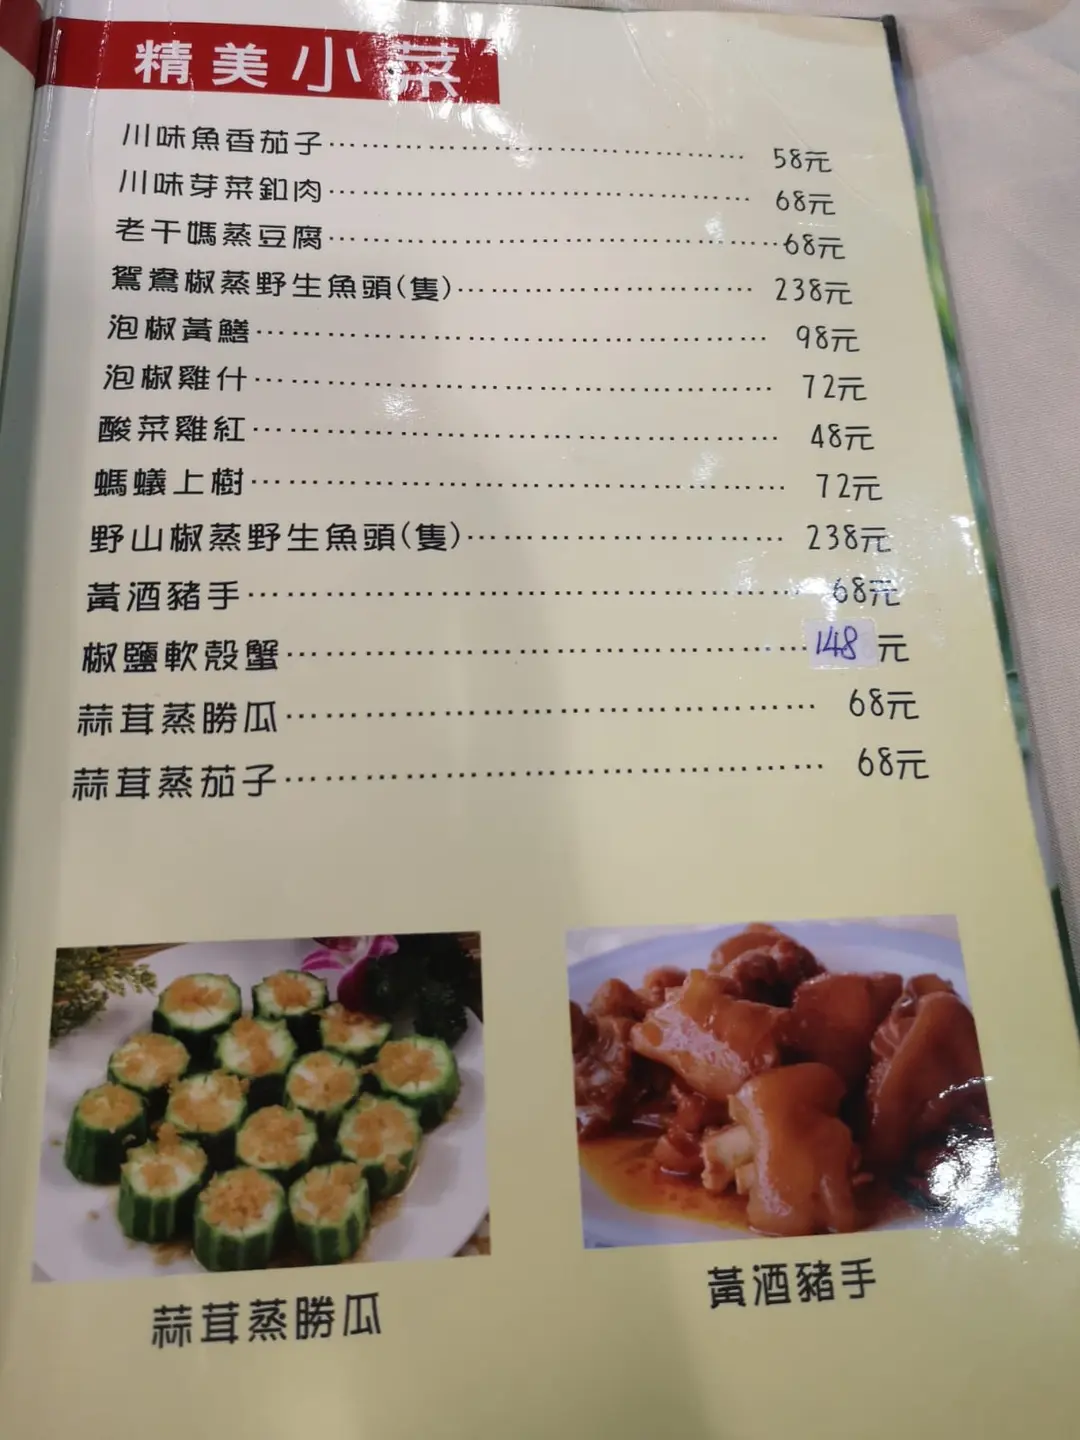 精美小菜
川味魚香茄子…………………………………… 58元
川味芽菜釦肉…………………………………… 68元
老干媽蒸豆腐……………………………………68元
鴛鴦椒蒸野生魚頭(隻)………………………… 238元
泡椒黃鱔………………………………………… 98元
泡椒雞什………………………………………… 72元
酸菜雞紅………………………………………… 48元
螞蟻上樹………………………………………… 72元
野山椒蒸野生魚頭(隻)………………………… 238元
黃酒豬手………………………………………… 68元
椒鹽軟殼蟹………………………………………148元
蒜茸蒸勝瓜……………………………………… 68元
蒜茸蒸茄子……………………………………… 68元
蒜茸蒸勝瓜
黃酒豬手